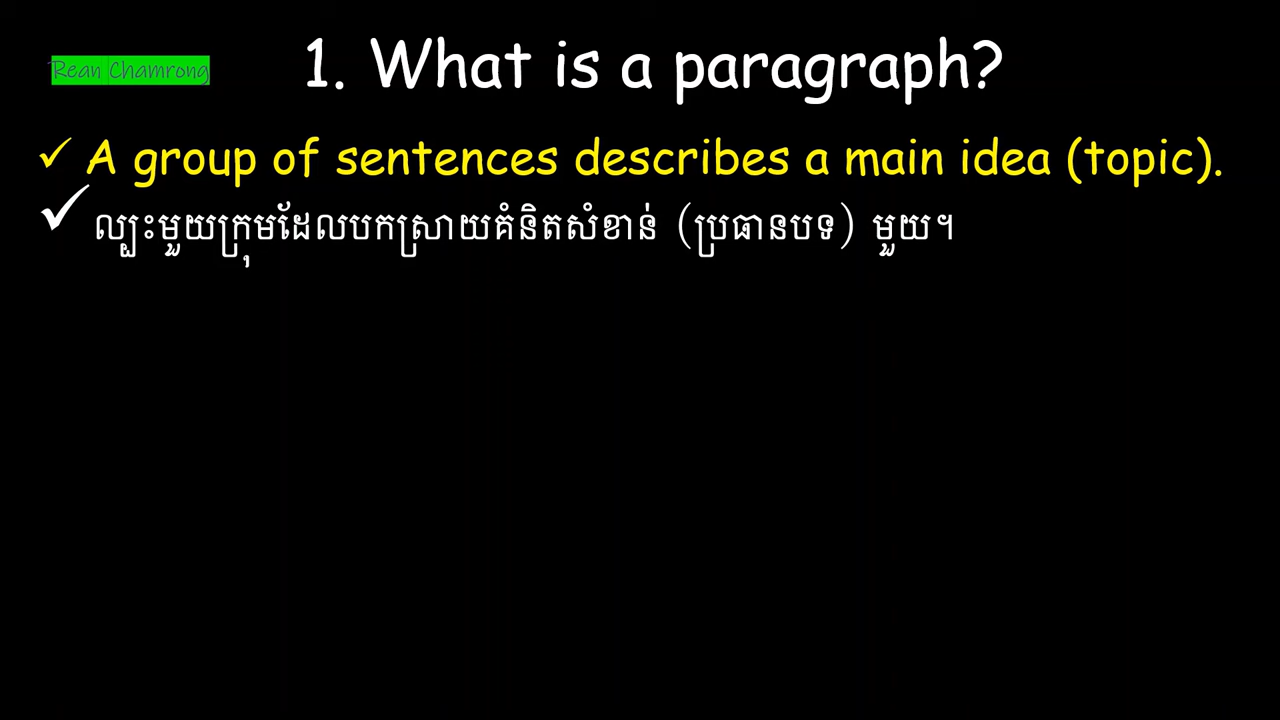 Rean Chamrong
1. What is a paragraph?
✓ A group of sentences describes a main idea (topic).
✓ ល្បះមួយក្រុមដែលបកស្រាយគំនិតសំខាន់ (ប្រធានបទ) មួយ។